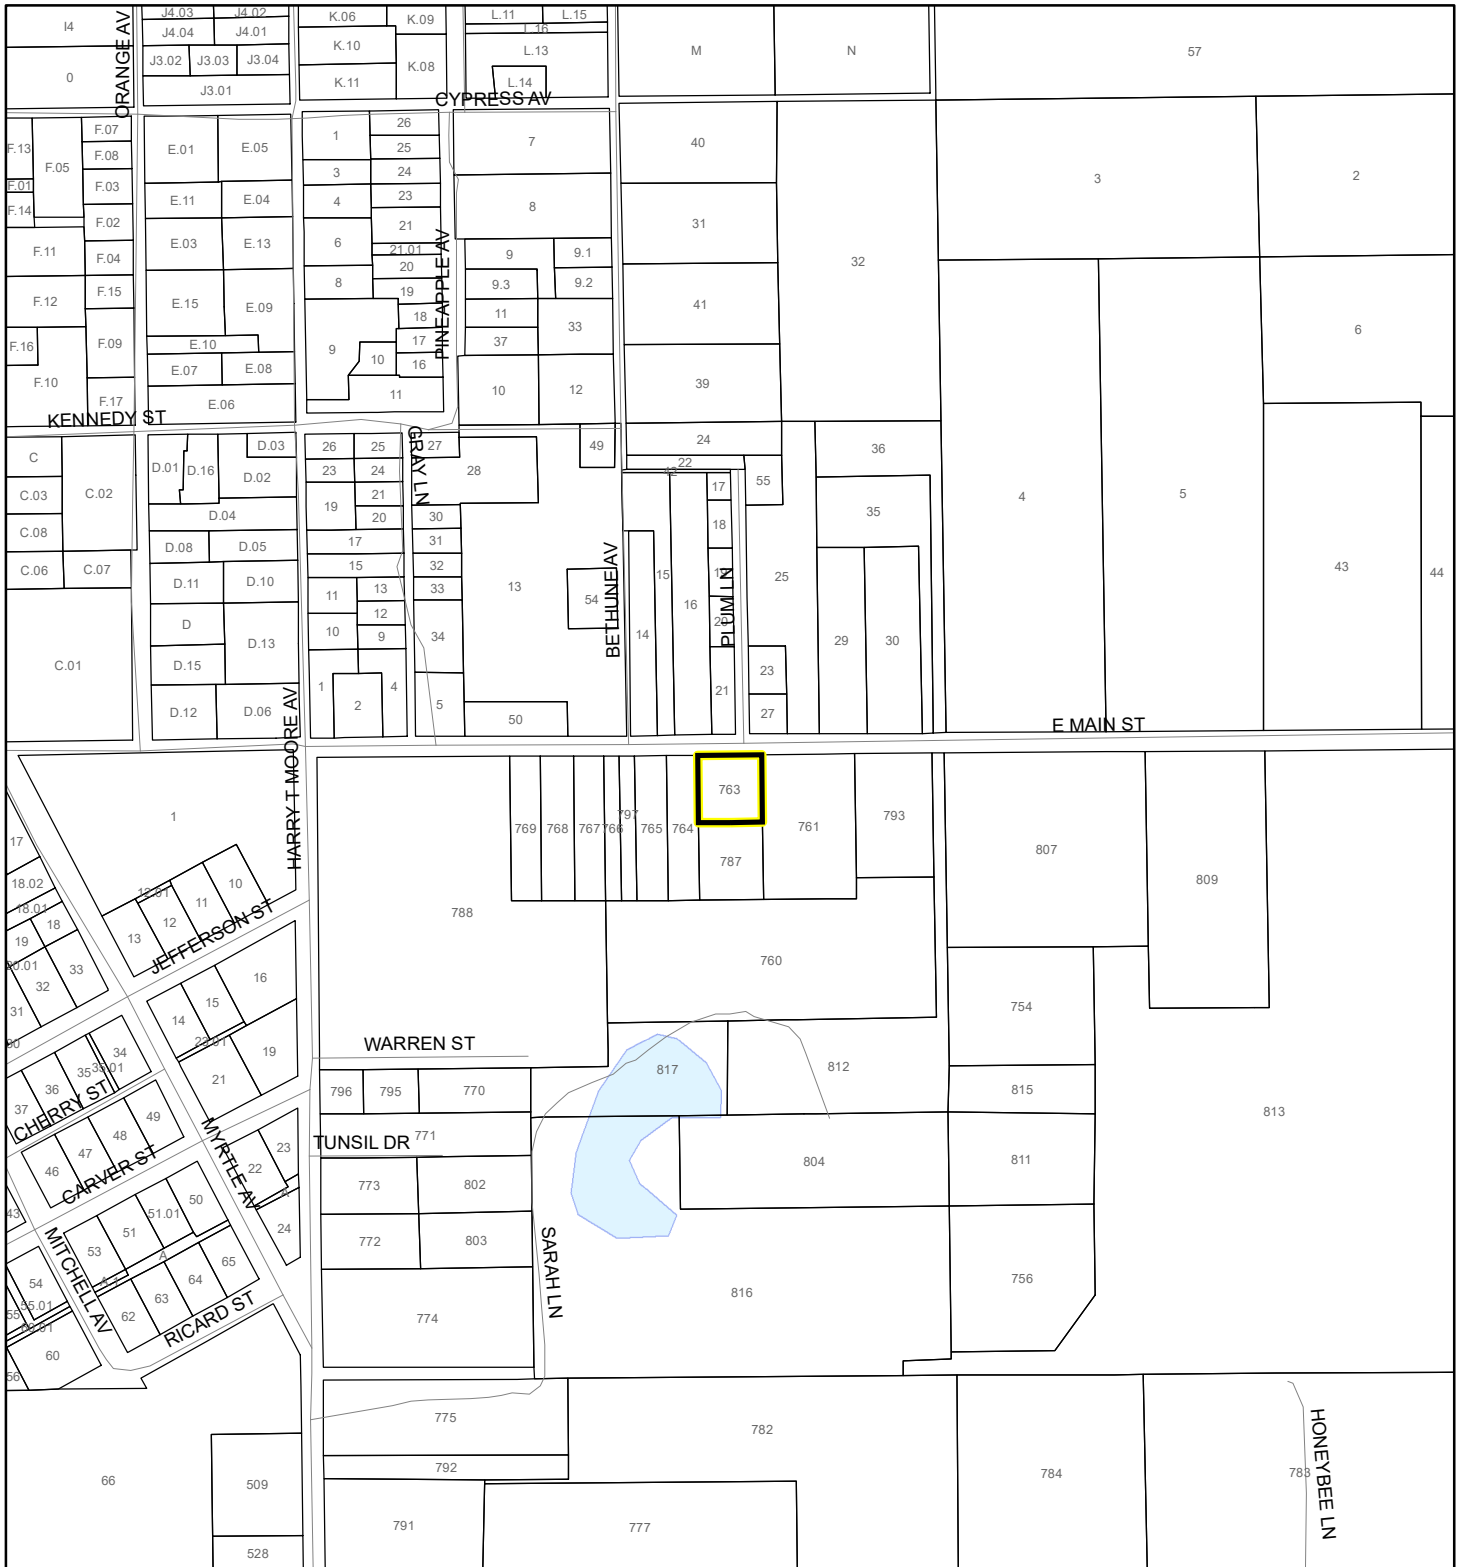 I4
J4.03
J4.02
K.06
K.09
L.11
L.15
J4.04
J4.01
L.16
K.10
L.13
M
N
57
ORANGE AV
J3.02
J3.03
J3.04
K.08
0
K.11
L.14
J3.01
CYPRESS AV
F.07
26
F.13
E.01
E.05
1
25
7
40
F.05
F.08
3
24
3
2
F.01
F.03
23
F.14
E.11
E.04
4
8
F.02
21
31
F.11
E.03
E.13
6
21.01
9
9.1
F.04
20
32
PINEAPPLE AV
8
19
9.3
9.2
F.15
F.12
E.15
E.09
18
11
41
33
6
F.16
F.09
E.10
9
17
37
10
16
E.07
E.08
F.10
11
10
12
39
F.17
E.06
KENNEDY ST
GRAY LN
C
D.03
26
25
27
49
24
36
D.01
D.16
D.02
23
24
28
22
42
C.03
C.02
21
17
55
4
5
19
20
30
C.08
D.04
18
35
17
31
D.08
D.05
C.06
C.07
15
32
BETHUNE AV
15
19
25
43
44
D.11
D.10
11
13
33
13
54
16
PLUM LN
12
D
10
9
34
14
20
29
30
D.13
C.01
D.15
23
1
4
21
D.12
D.06
2
5
50
27
HARRY T MOORE AV
E MAIN ST
763
1
797
793
17
769
768
767
766
765
764
761
807
787
18.02
10
809
12.01
11
18.01
18
12
788
19
13
JEFFERSON ST
20.01
33
760
16
32
15
754
31
14
23.01
WARREN ST
34
19
35
35.01
817
812
21
36
796
795
770
815
37
CHERRY ST
49
813
48
771
TUNSIL DR
47
23
MYRTLE AV
804
811
46
CARVER ST
22
773
802
50
A
43
51.01
51
24
772
803
SARAH LN
53
A
65
MITCHELL AV
A.1
64
54
756
63
816
55.01
62
RICARD ST
774
55
60
56
775
782
HONEYBEE LN
792
66
509
784
783
791
777
528